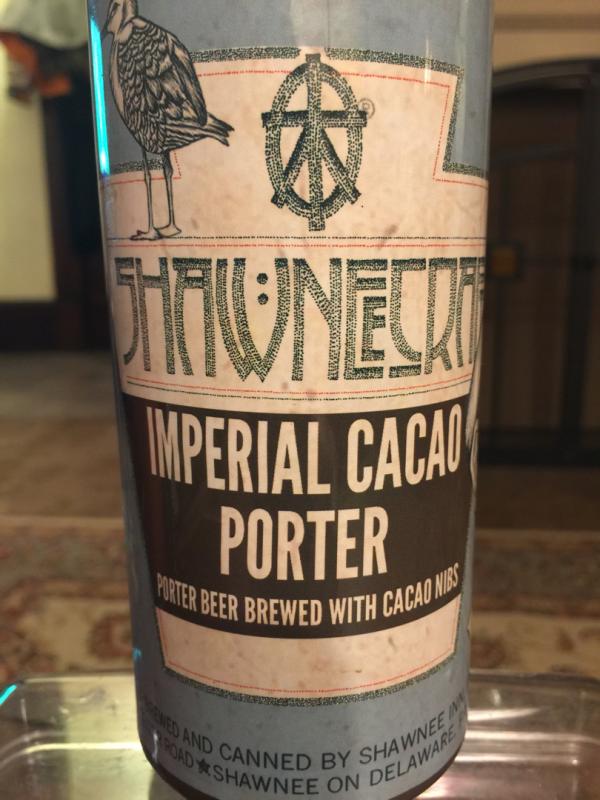 ®
SHAWNEECRA
IMPERIAL CACAO
PORTER
PORTER BEER BREWED WITH CACAO NIBS
BREWED AND CANNED BY SHAWNEE INN
ROAD ★ SHAWNEE ON DELAWARE,